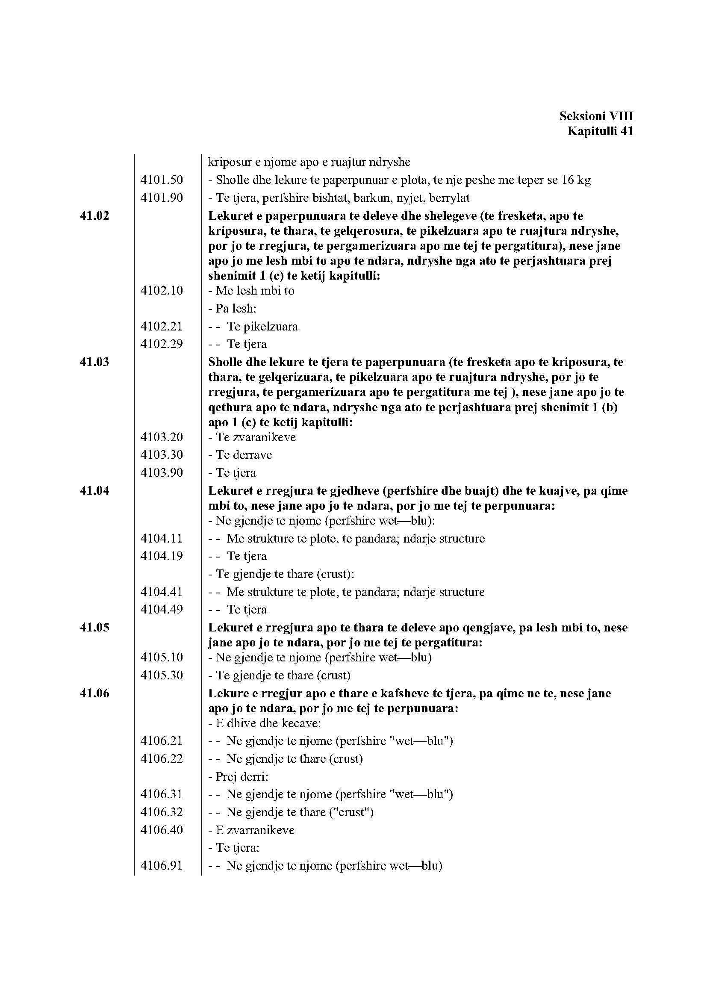 Seksioni VIII
Kapitulli 41
kriposur e njome apo e ruajtur ndryshe
4101.50 - Sholle dhe lekure te paperpunuar e plota, te nje peshe me teper se 16 kg
4101.90 - Te tjera, perfshire bishtat, barkun, nyjet, berrylat
41.02 Lekuret e paperpunuara te deleve dhe shelegeve (te fresketa, apo te
kriposura, te thara, te gelqerosura, te pikelzuara apo te ruajtura ndryshe,
por jo te rregjura, te pergamerizuara apo me tej te pergatitura), nese jane
apo jo me lesh mbi to apo te ndara, ndryshe nga ato te perjashtuara prej
shenimit 1 (c) te ketij kapitulli:
4102.10 - Me lesh mbi to
- Pa lesh:
4102.21 - - Te pikelzuara
4102.29 - - Te tjera
41.03 Sholle dhe lekure te tjera te paperpunuara (te fresketa apo te kriposura, te
thara, te gelqerizuara, te pikelzuara apo te ruajtura ndryshe, por jo te
rregjura, te pergamerizuara apo te pergatitura me tej ), nese jane apo jo te
qethura apo te ndara, ndryshe nga ato te perjashtuara prej shenimit 1 (b)
apo 1 (c) te ketij kapitulli:
4103.20 - Te zvaranikeve
4103.30 - Te derrave
4103.90 - Te tjera
41.04 Lekuret e rregjura te gjedheve (perfshire dhe buajt) dhe te kuajve, pa qime
mbi to, nese jane apo jo te ndara, por jo me tej te perpunuara:
- Ne gjendje te njome (perfshire wet—blu):
4104.11 - - Me strukture te plote, te pandara; ndarje structure
4104.19 - - Te tjera
- Te gjendje te thare (crust):
4104.41 - - Me strukture te plote, te pandara; ndarje structure
4104.49 - - Te tjera
41.05 Lekuret e rregjura apo te thara te deleve apo qengjave, pa lesh mbi to, nese
jane apo jo te ndara, por jo me tej te pergatitura:
4105.10 - Ne gjendje te njome (perfshire wet—blu)
4105.30 - Te gjendje te thare (crust)
41.06 Lekure e rregjur apo e thare e kafsheve te tjera, pa qime ne te, nese jane
apo jo te ndara, por jo me tej te perpunuara:
- E dhive dhe kecave:
4106.21 - - Ne gjendje te njome (perfshire "wet—blu")
4106.22 - - Ne gjendje te thare (crust)
- Prej derri:
4106.31 - - Ne gjendje te njome (perfshire "wet—blu")
4106.32 - - Ne gjendje te thare ("crust")
4106.40 - E zvarranikeve
- Te tjera:
4106.91 - - Ne gjendje te njome (perfshire wet—blu)